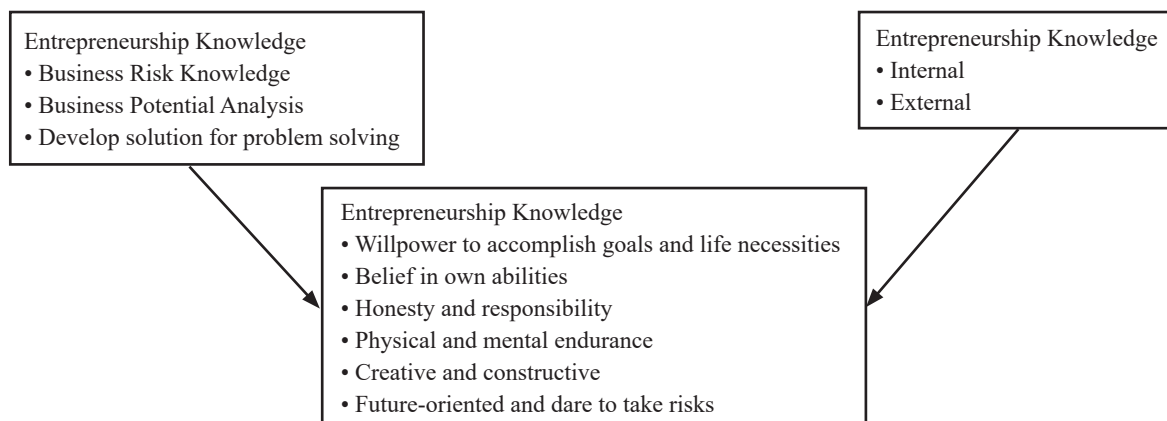 Entrepreneurship Knowledge
• Business Risk Knowledge
• Business Potential Analysis
• Develop solution for problem solving
Entrepreneurship Knowledge
• Internal
• External
Entrepreneurship Knowledge
• Willpower to accomplish goals and life necessities
• Belief in own abilities
• Honesty and responsibility
• Physical and mental endurance
• Creative and constructive
• Future-oriented and dare to take risks